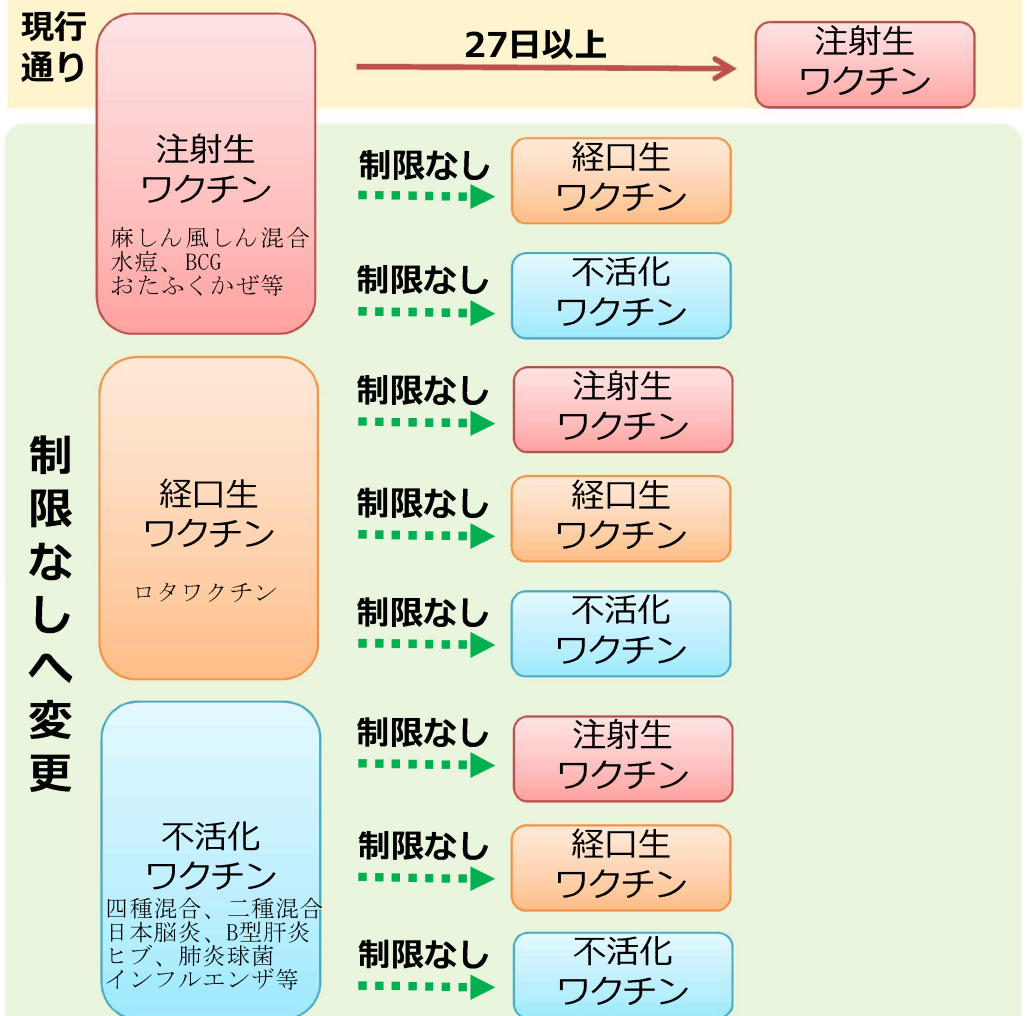 現行
通り
注射生
ワクチン
麻しん風しん混合
水痘、BCG
おたふくかぜ等
27日以上
注射生
ワクチン
制限なし
経口生
ワクチン
制限なし
不活化
ワクチン
制限なしへ変更
経口生
ワクチン
ロタワクチン
制限なし
注射生
ワクチン
制限なし
経口生
ワクチン
制限なし
不活化
ワクチン
不活化
ワクチン
四種混合、二種混合
日本脳炎、B型肝炎
ヒブ、肺炎球菌
インフルエンザ等
制限なし
注射生
ワクチン
制限なし
経口生
ワクチン
制限なし
不活化
ワクチン